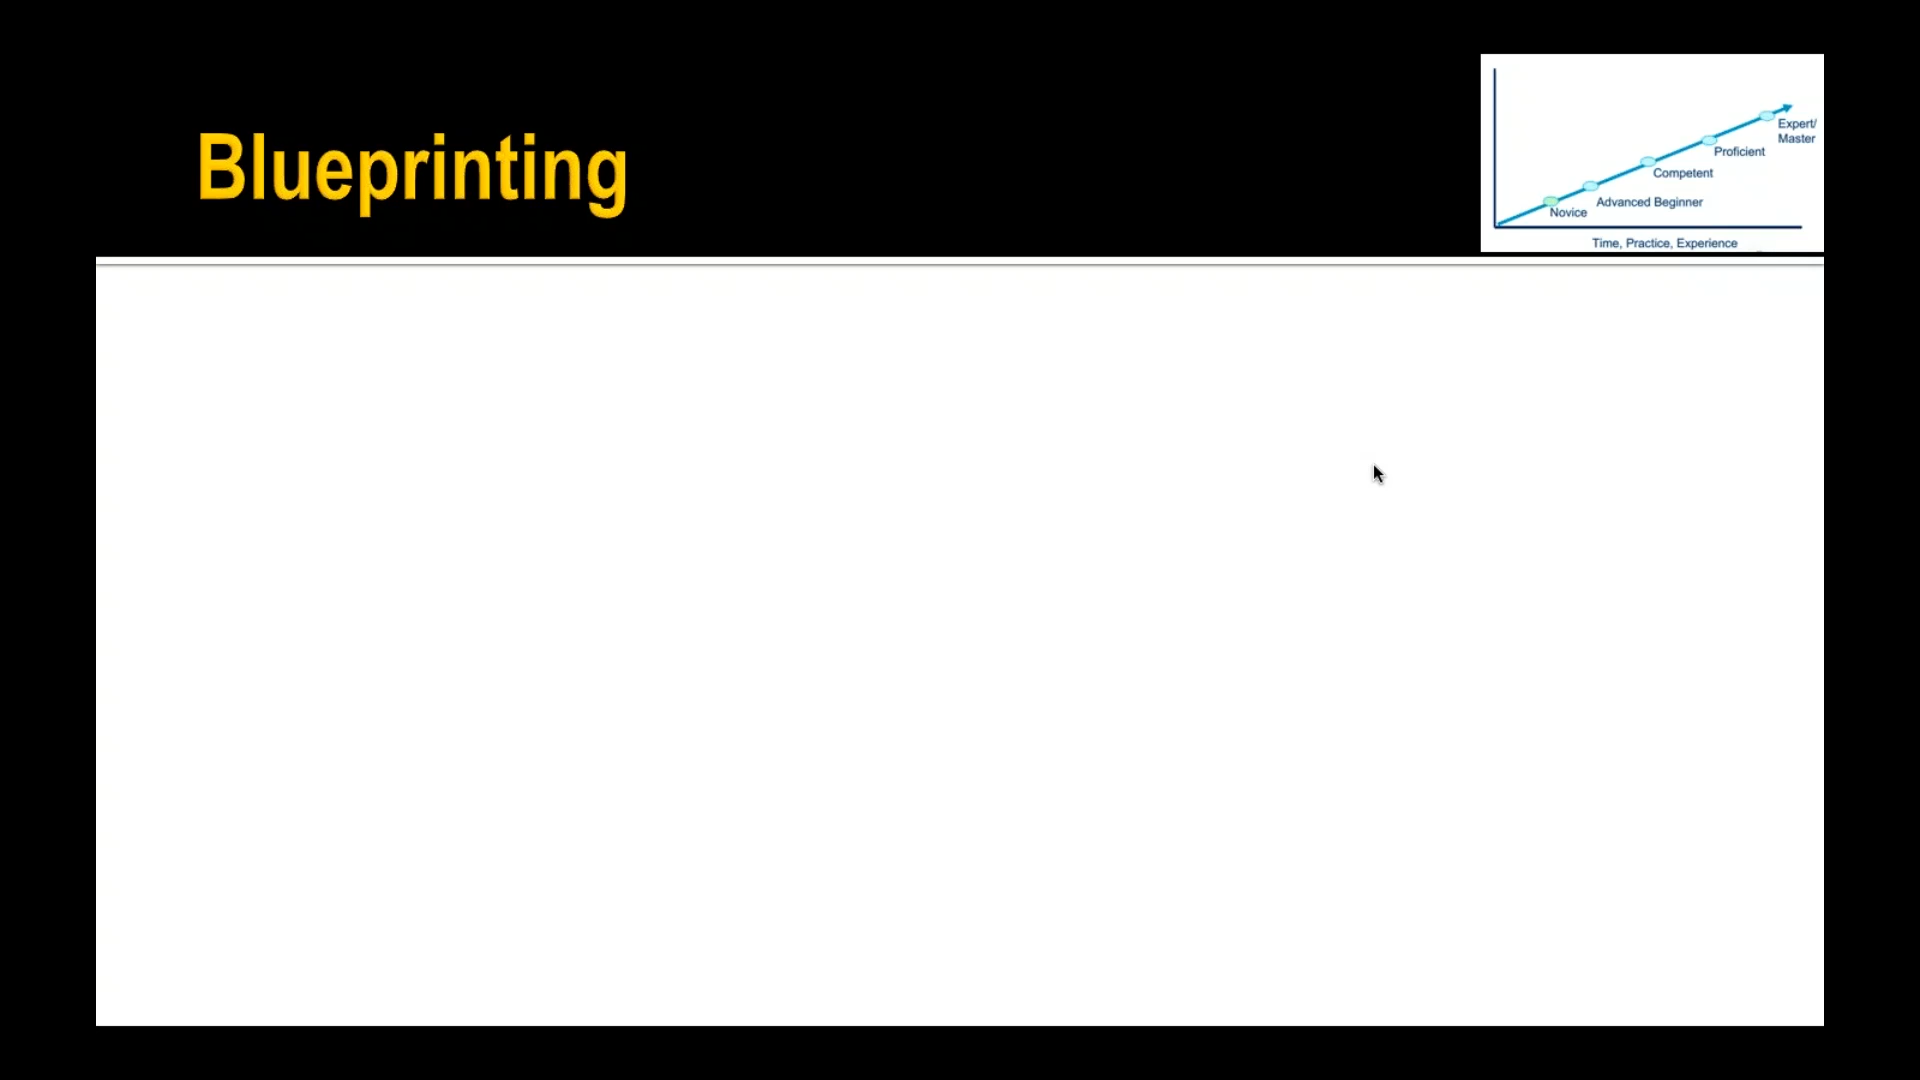 Blueprinting
Expert/
Master
Proficient
Competent
Advanced Beginner
Novice
Time, Practice, Experience